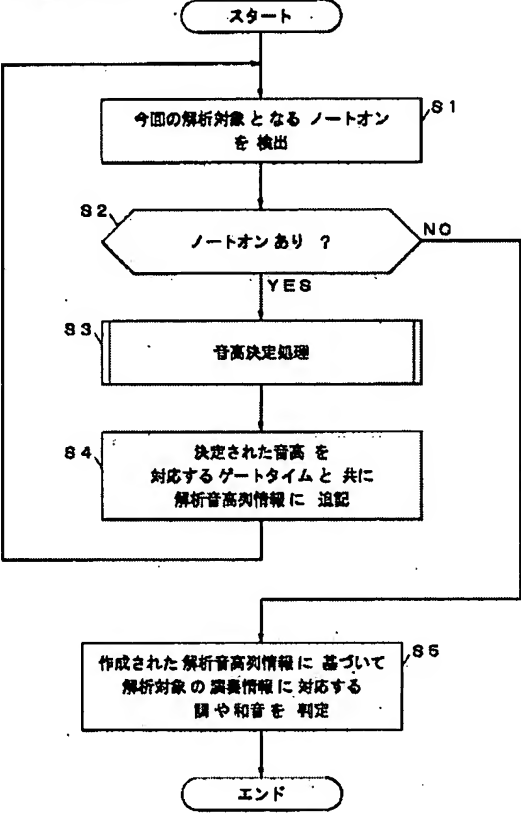 スタート
S1
今回の解析対象となるノートオン
を検出
S2
ノートオンあり ?
NO
YES
S3
音高決定処理
S4
決定された音高を
対応するゲートタイムと共に
解析音高列情報に追記
S5
作成された解析音高列情報に基づいて
解析対象の演奏情報に対応する
調や和音を判定
エンド